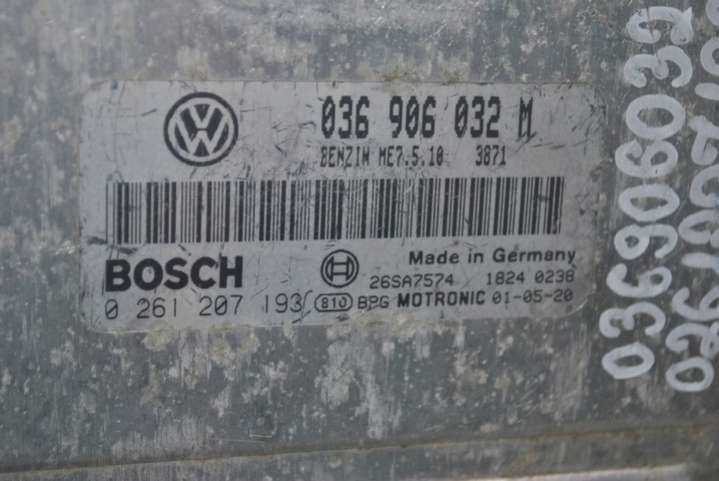 036 906 032 M
BENZIN ME7.5.10 3871
Made in Germany
BOSCH 26SA7574 1824 0238
0 261 207 193 810 BPG MOTRONIC 01-05-20
036906032